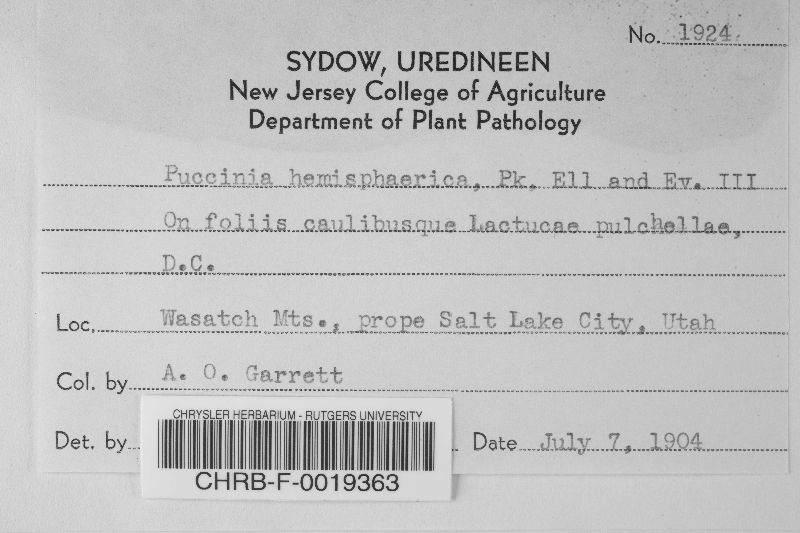 No. 1924.
SYDOW, UREDINEEN
New Jersey College of Agriculture
Department of Plant Pathology
Puccinia hemisphaerica, Pk. Ell and Ev. III
On foliis caulibusque Lactucae pulchellae,
D.C.
Loc. Wasatch Mts., prope Salt Lake City, Utah
Col. by A. O. Garrett
Det. by
Date July 7, 1904
CHRYSLER HERBARIUM - RUTGERS UNIVERSITY
CHRB-F-0019363